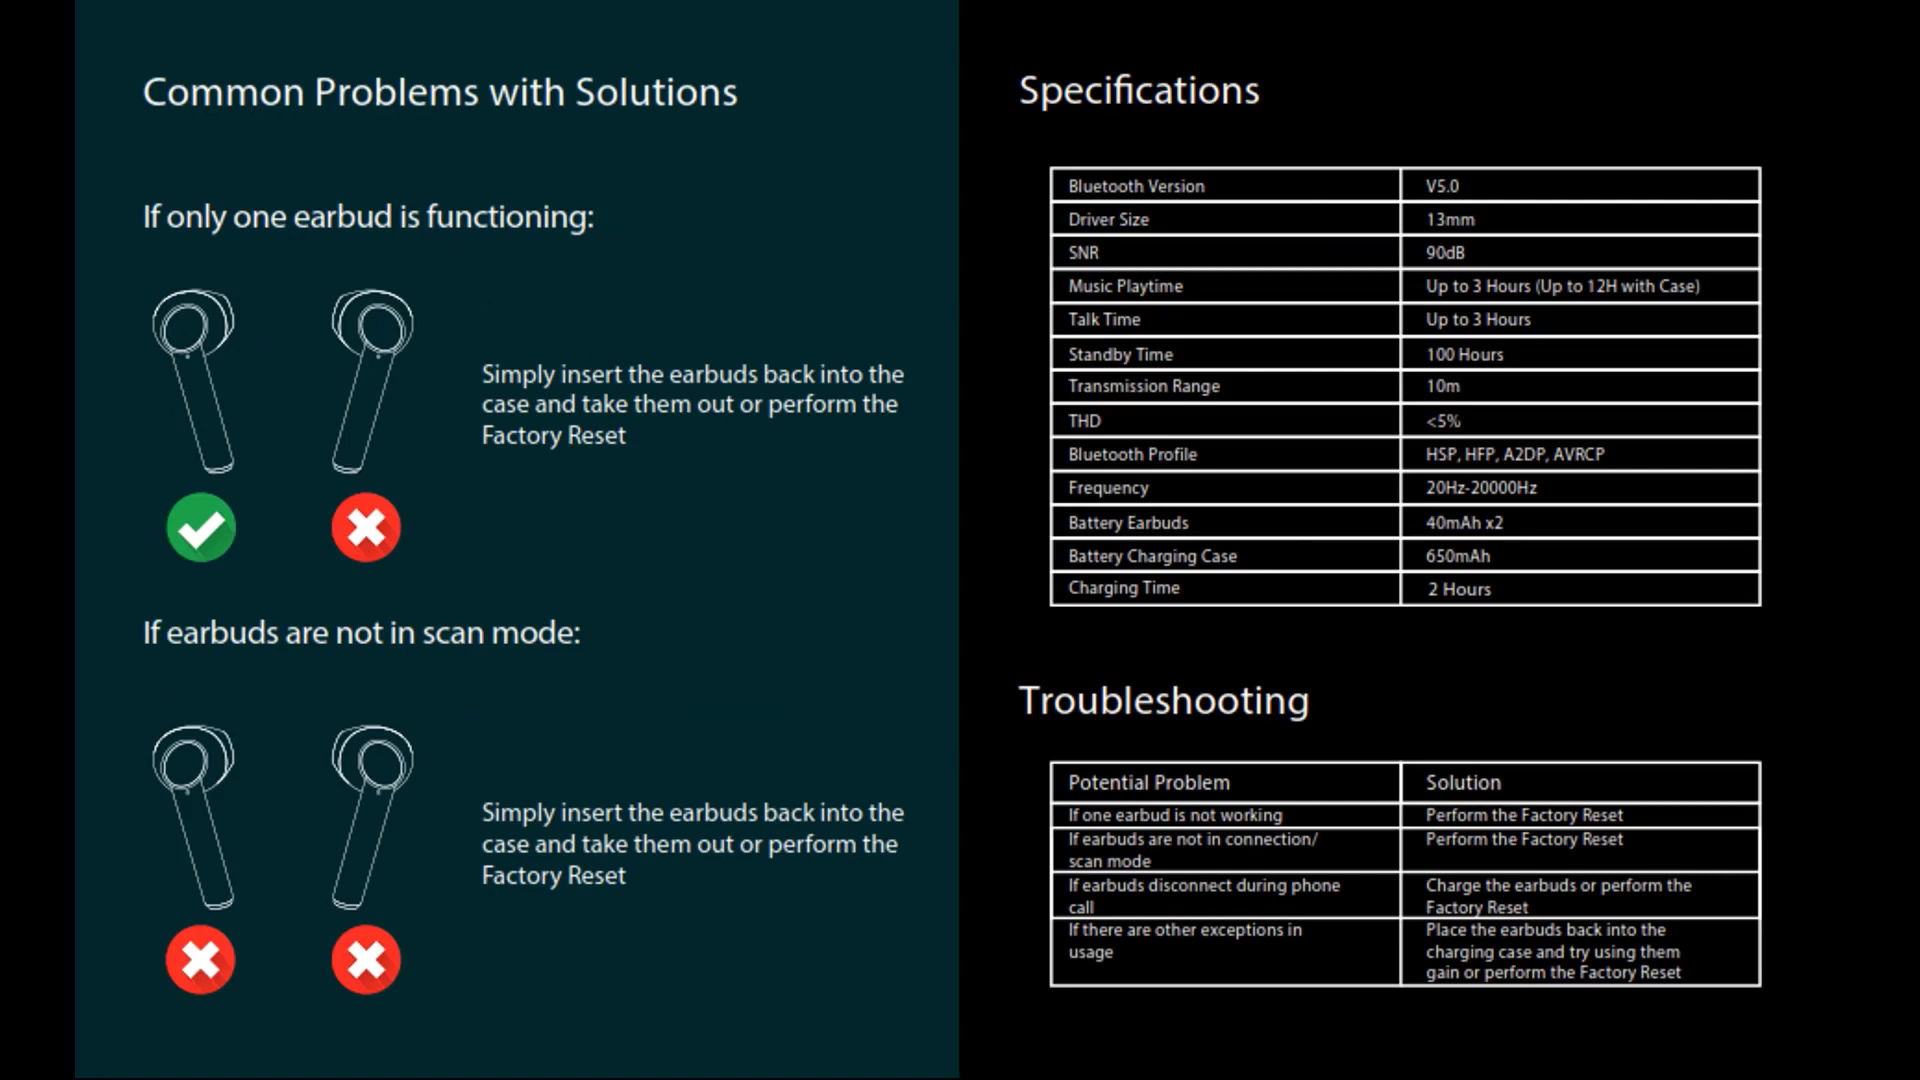 Common Problems with Solutions
If only one earbud is functioning:
Simply insert the earbuds back into the
case and take them out or perform the
Factory Reset
If earbuds are not in scan mode:
Simply insert the earbuds back into the
case and take them out or perform the
Factory Reset
Specifications
Bluetooth Version V5.0
Driver Size 13mm
SNR 90dB
Music Playtime Up to 3 Hours (Up to 12H with Case)
Talk Time Up to 3 Hours
Standby Time 100 Hours
Transmission Range 10m
THD <5%
Bluetooth Profile HSP, HFP, A2DP, AVRCP
Frequency 20Hz-20000Hz
Battery Earbuds 40mAh x2
Battery Charging Case 650mAh
Charging Time 2 Hours
Troubleshooting
Potential Problem Solution
If one earbud is not working Perform the Factory Reset
If earbuds are not in connection/ Perform the Factory Reset
scan mode
If earbuds disconnect during phone Charge the earbuds or perform the
call Factory Reset
If there are other exceptions in Place the earbuds back into the
usage charging case and try using them
gain or perform the Factory Reset